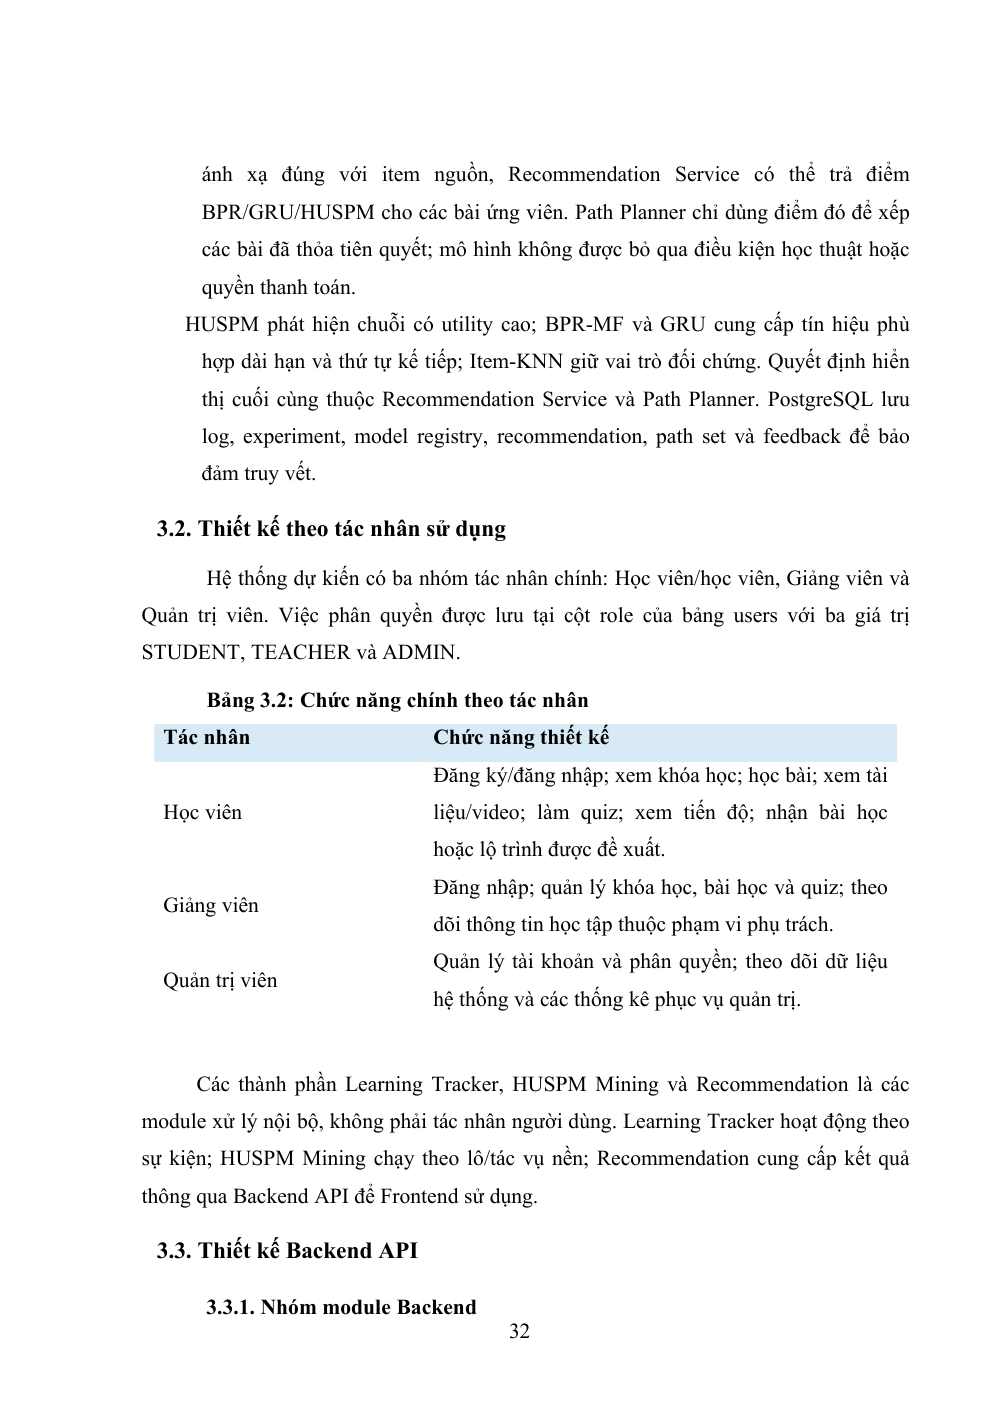 ánh xạ đúng với item nguồn, Recommendation Service có thể trả điểm
BPR/GRU/HUSPM cho các bài ứng viên. Path Planner chỉ dùng điểm đó để xếp
các bài đã thỏa tiên quyết; mô hình không được bỏ qua điều kiện học thuật hoặc
quyền thanh toán.
HUSPM phát hiện chuỗi có utility cao; BPR-MF và GRU cung cấp tín hiệu phù
hợp dài hạn và thứ tự kế tiếp; Item-KNN giữ vai trò đối chứng. Quyết định hiển
thị cuối cùng thuộc Recommendation Service và Path Planner. PostgreSQL lưu
log, experiment, model registry, recommendation, path set và feedback để bảo
đảm truy vết.
3.2. Thiết kế theo tác nhân sử dụng
Hệ thống dự kiến có ba nhóm tác nhân chính: Học viên/học viên, Giảng viên và
Quản trị viên. Việc phân quyền được lưu tại cột role của bảng users với ba giá trị
STUDENT, TEACHER và ADMIN.
Bảng 3.2: Chức năng chính theo tác nhân
Tác nhân
Chức năng thiết kế
Học viên
Đăng ký/đăng nhập; xem khóa học; học bài; xem tài
liệu/video; làm quiz; xem tiến độ; nhận bài học
hoặc lộ trình được đề xuất.
Giảng viên
Đăng nhập; quản lý khóa học, bài học và quiz; theo
dõi thông tin học tập thuộc phạm vi phụ trách.
Quản trị viên
Quản lý tài khoản và phân quyền; theo dõi dữ liệu
hệ thống và các thống kê phục vụ quản trị.
Các thành phần Learning Tracker, HUSPM Mining và Recommendation là các
module xử lý nội bộ, không phải tác nhân người dùng. Learning Tracker hoạt động theo
sự kiện; HUSPM Mining chạy theo lô/tác vụ nền; Recommendation cung cấp kết quả
thông qua Backend API để Frontend sử dụng.
3.3. Thiết kế Backend API
3.3.1. Nhóm module Backend
32